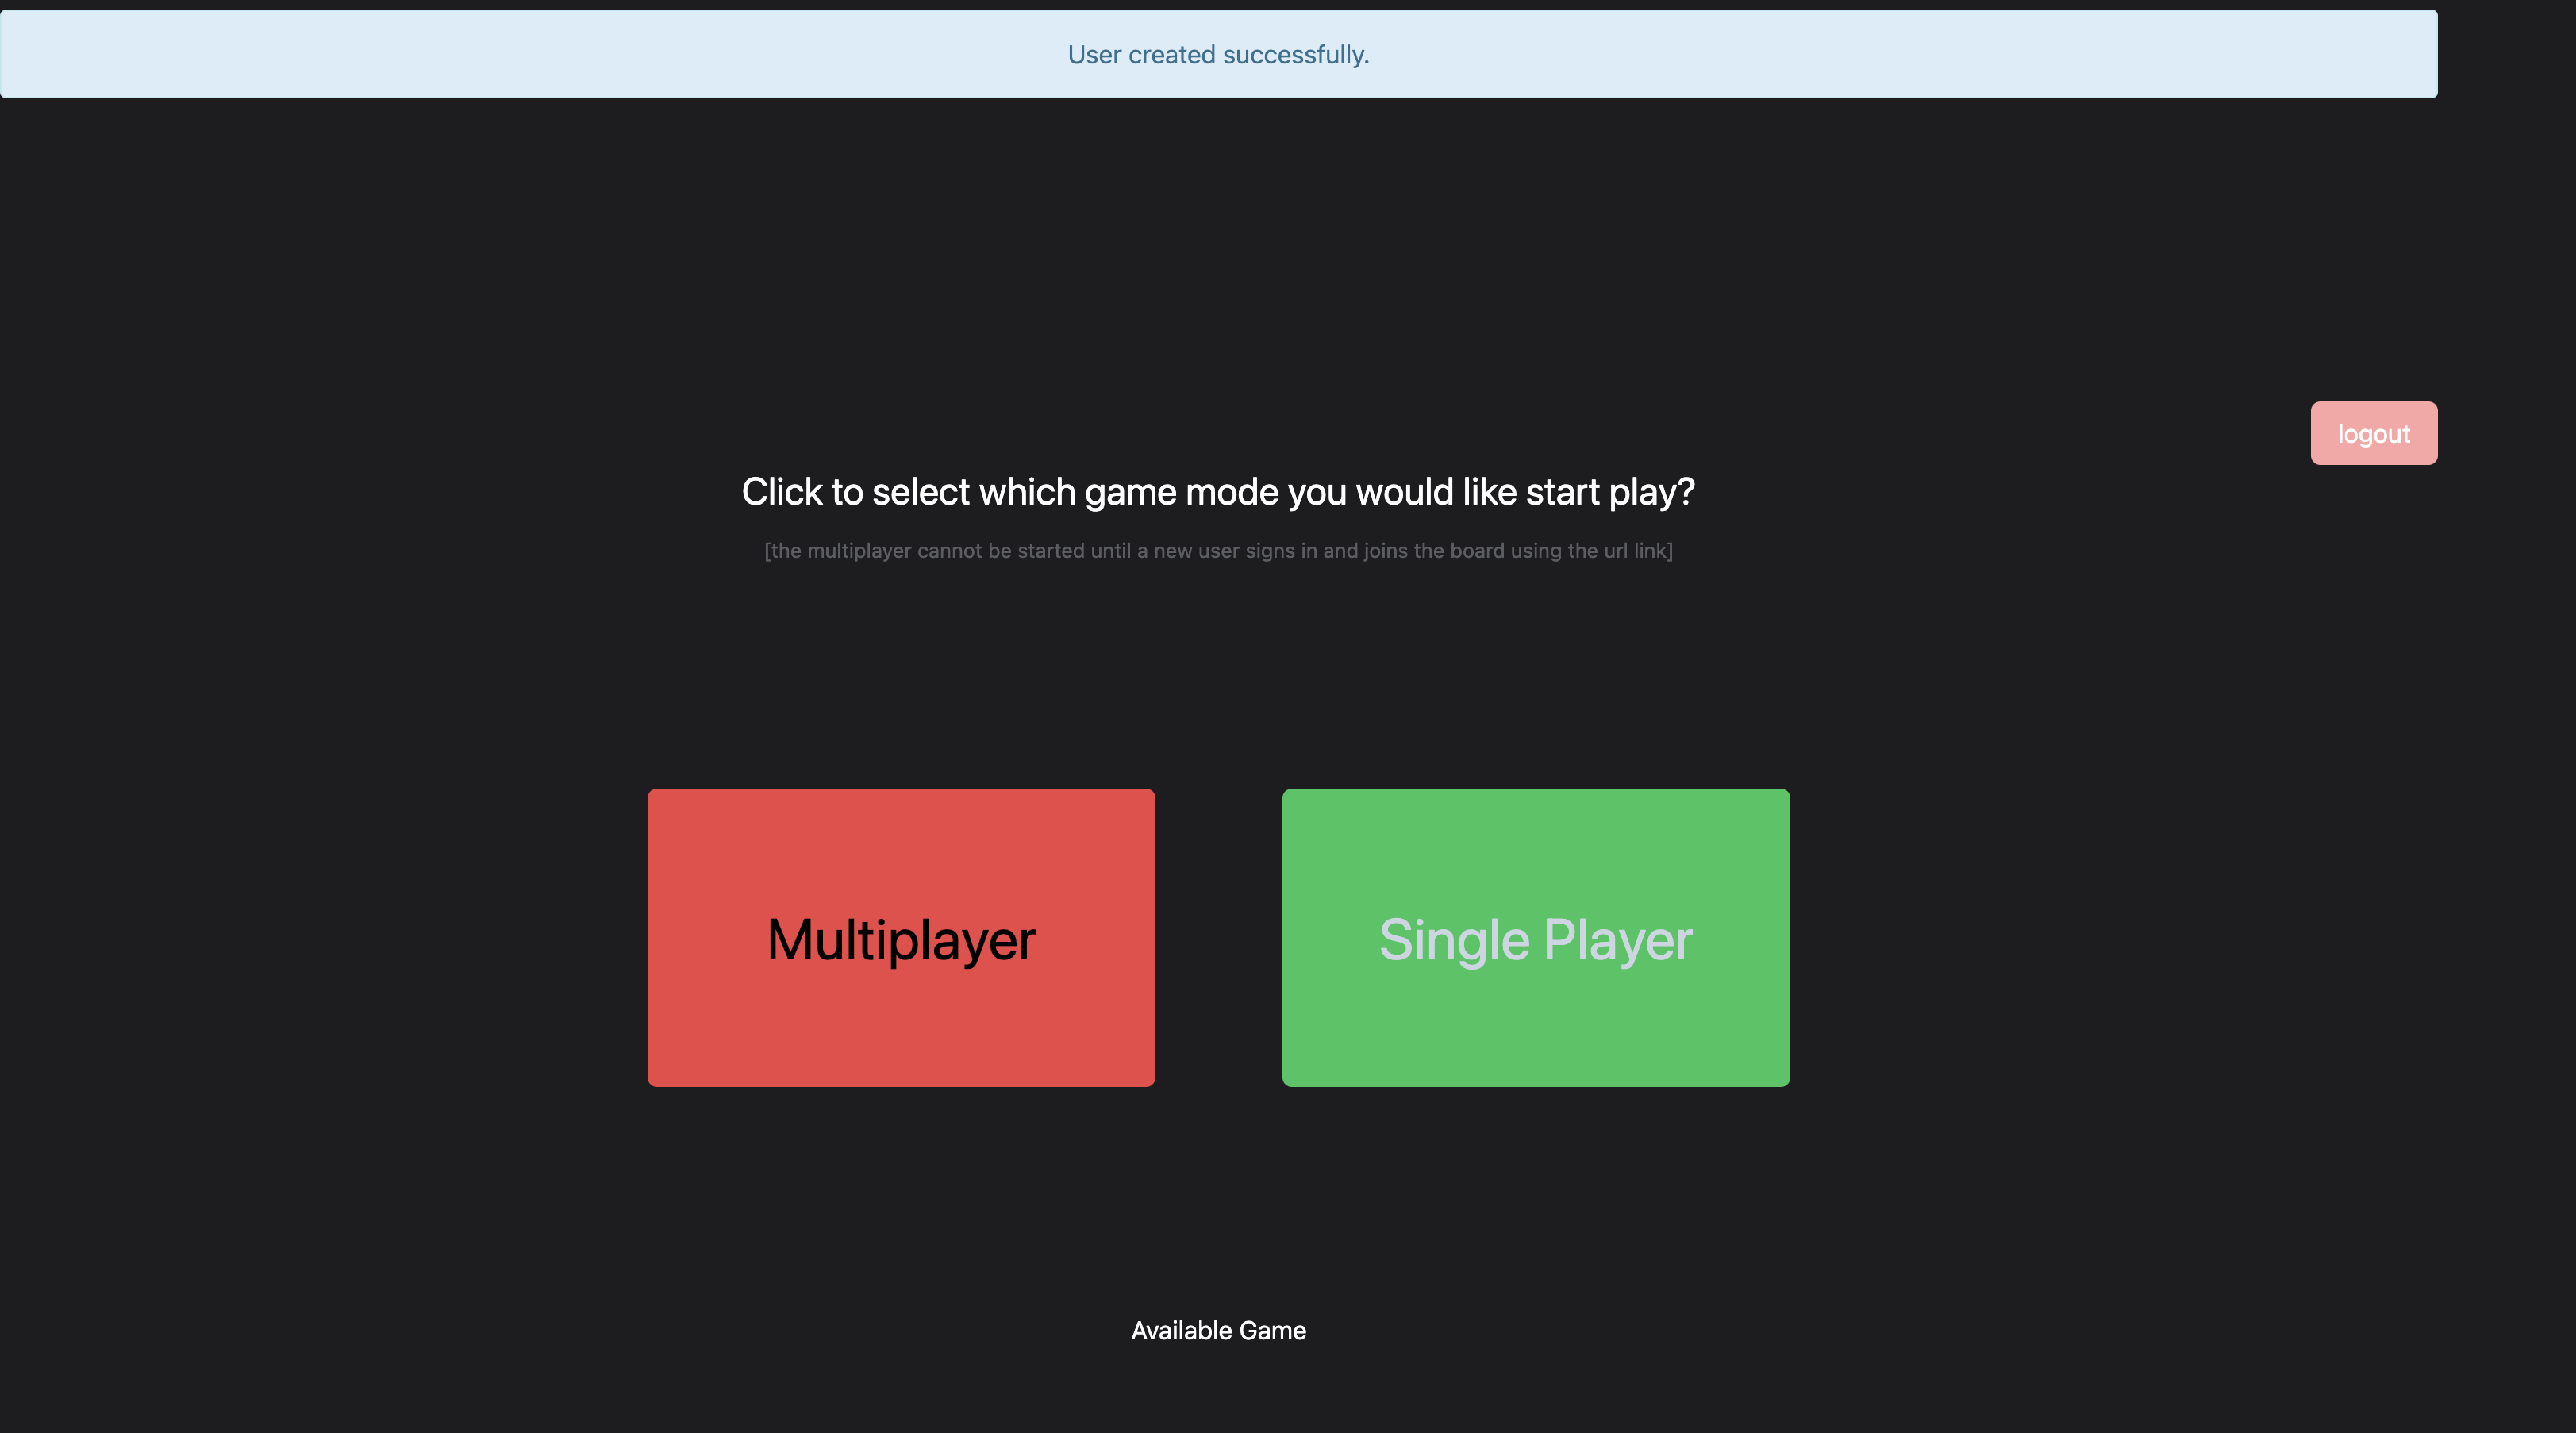 User created successfully.
logout
Click to select which game mode you would like start play?
[the multiplayer cannot be started until a new user signs in and joins the board using the url link]
Multiplayer
Single Player
Available Game